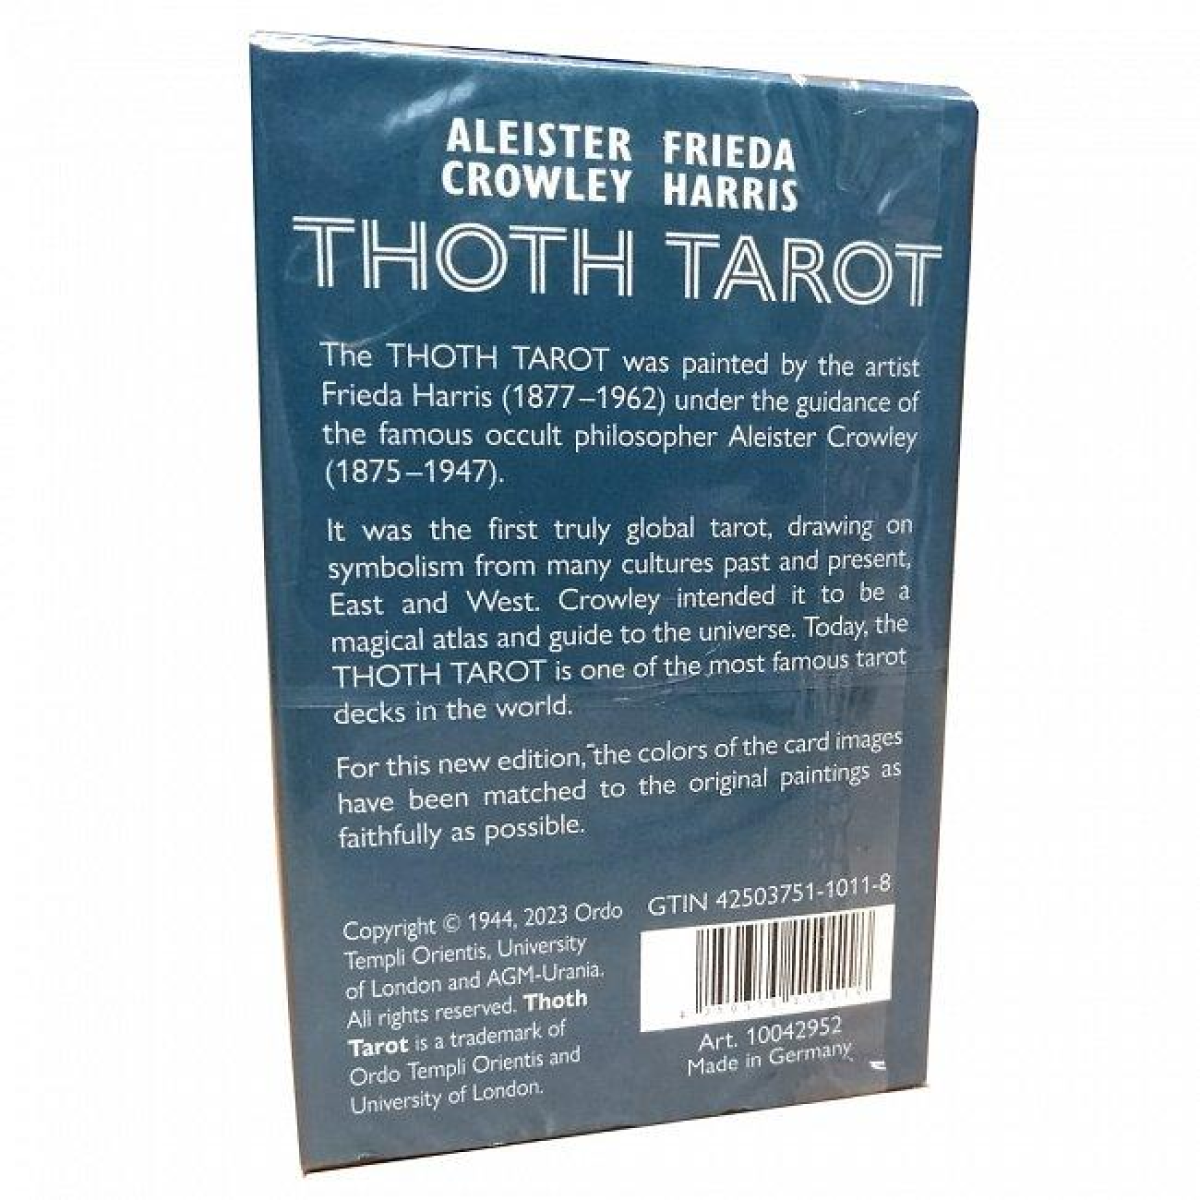 ALEISTER FRIEDA
CROWLEY HARRIS
THOTH TAROT
The THOTH TAROT was painted by the artist
Frieda Harris (1877–1962) under the guidance of
the famous occult philosopher Aleister Crowley
(1875–1947).
It was the first truly global tarot, drawing on
symbolism from many cultures past and present,
East and West. Crowley intended it to be a
magical atlas and guide to the universe. Today, the
THOTH TAROT is one of the most famous tarot
decks in the world.
For this new edition, the colors of the card images
have been matched to the original paintings as
faithfully as possible.
Copyright © 1944, 2023 Ordo
Templi Orientis, University
of London and AGM-Urania.
All rights reserved. Thoth
Tarot is a trademark of
Ordo Templi Orientis and
University of London.
GTIN 42503751-1011-8
Art. 10042952
Made in Germany